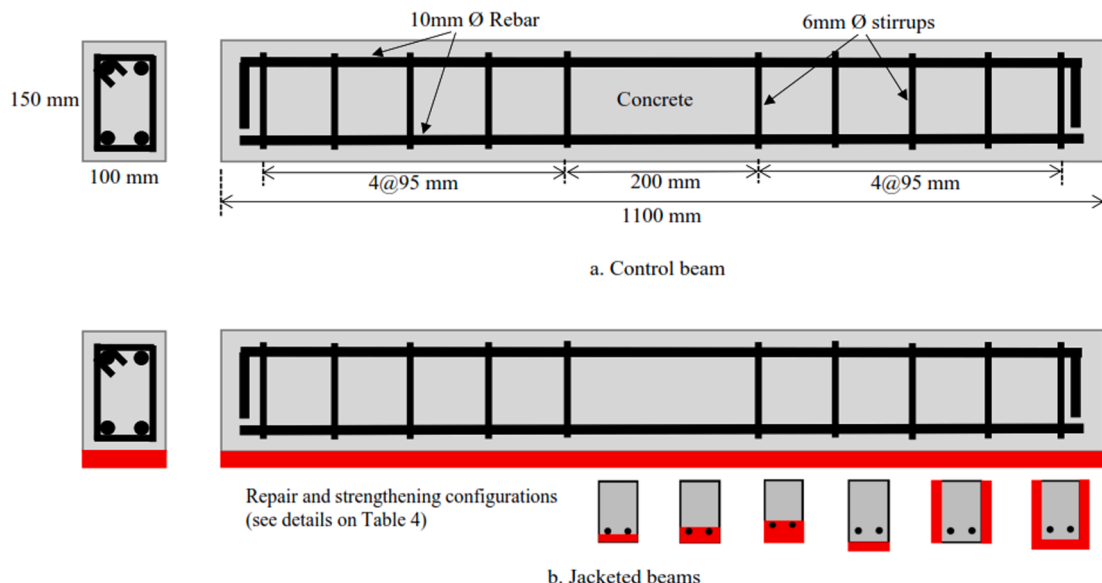 10mm Ø Rebar
6mm Ø stirrups
150 mm
Concrete
100 mm
4@95 mm
200 mm
4@95 mm
1100 mm
a. Control beam
Repair and strengthening configurations
(see details on Table 4)
b. Jacketed beams